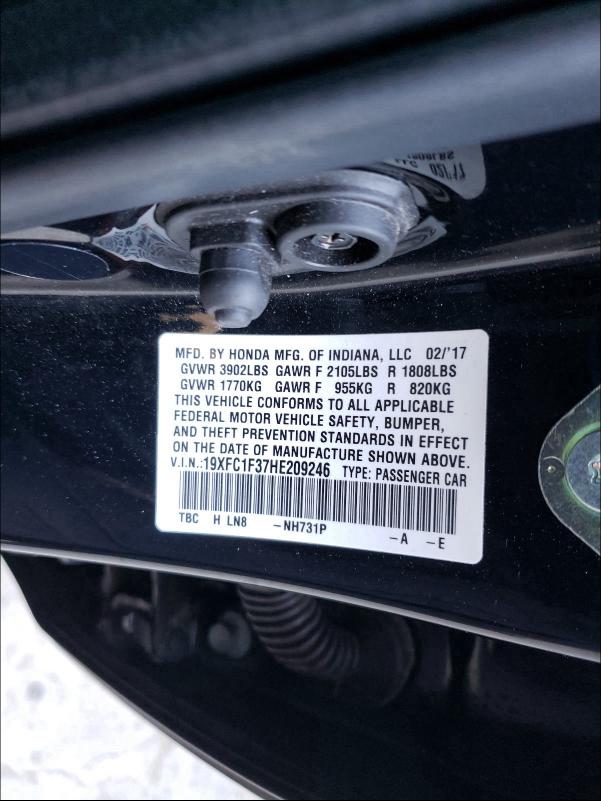 MFD. BY HONDA MFG. OF INDIANA, LLC 02/'17
GVWR 3902LBS GAWR F 2105LBS R 1808LBS
GVWR 1770KG GAWR F 955KG R 820KG
THIS VEHICLE CONFORMS TO ALL APPLICABLE
FEDERAL MOTOR VEHICLE SAFETY, BUMPER,
AND THEFT PREVENTION STANDARDS IN EFFECT
ON THE DATE OF MANUFACTURE SHOWN ABOVE.
V.I.N.:19XFC1F37HE209246 TYPE: PASSENGER CAR
TBC H LN8 -NH731P -A -E